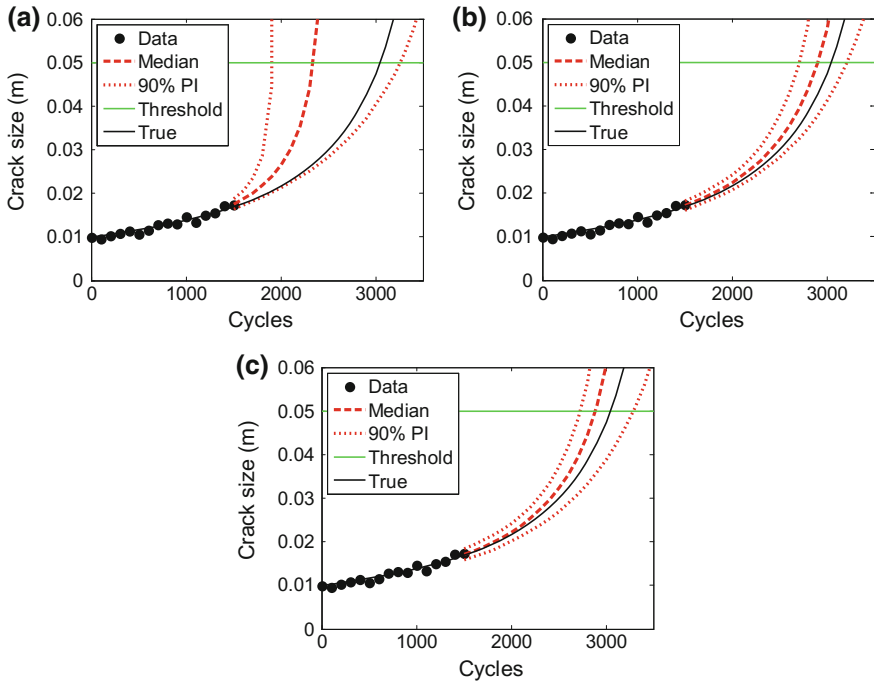 (a)
0.06
0.05
0.04
0.03
0.02
0.01
0
Crack size (m)
Data
Median
90% PI
Threshold
True
0
1000
2000
3000
Cycles
(b)
0.06
0.05
0.04
0.03
0.02
0.01
0
Crack size (m)
Data
Median
90% PI
Threshold
True
0
1000
2000
3000
Cycles
(c)
0.06
0.05
0.04
0.03
0.02
0.01
0
Crack size (m)
Data
Median
90% PI
Threshold
True
0
1000
2000
3000
Cycles